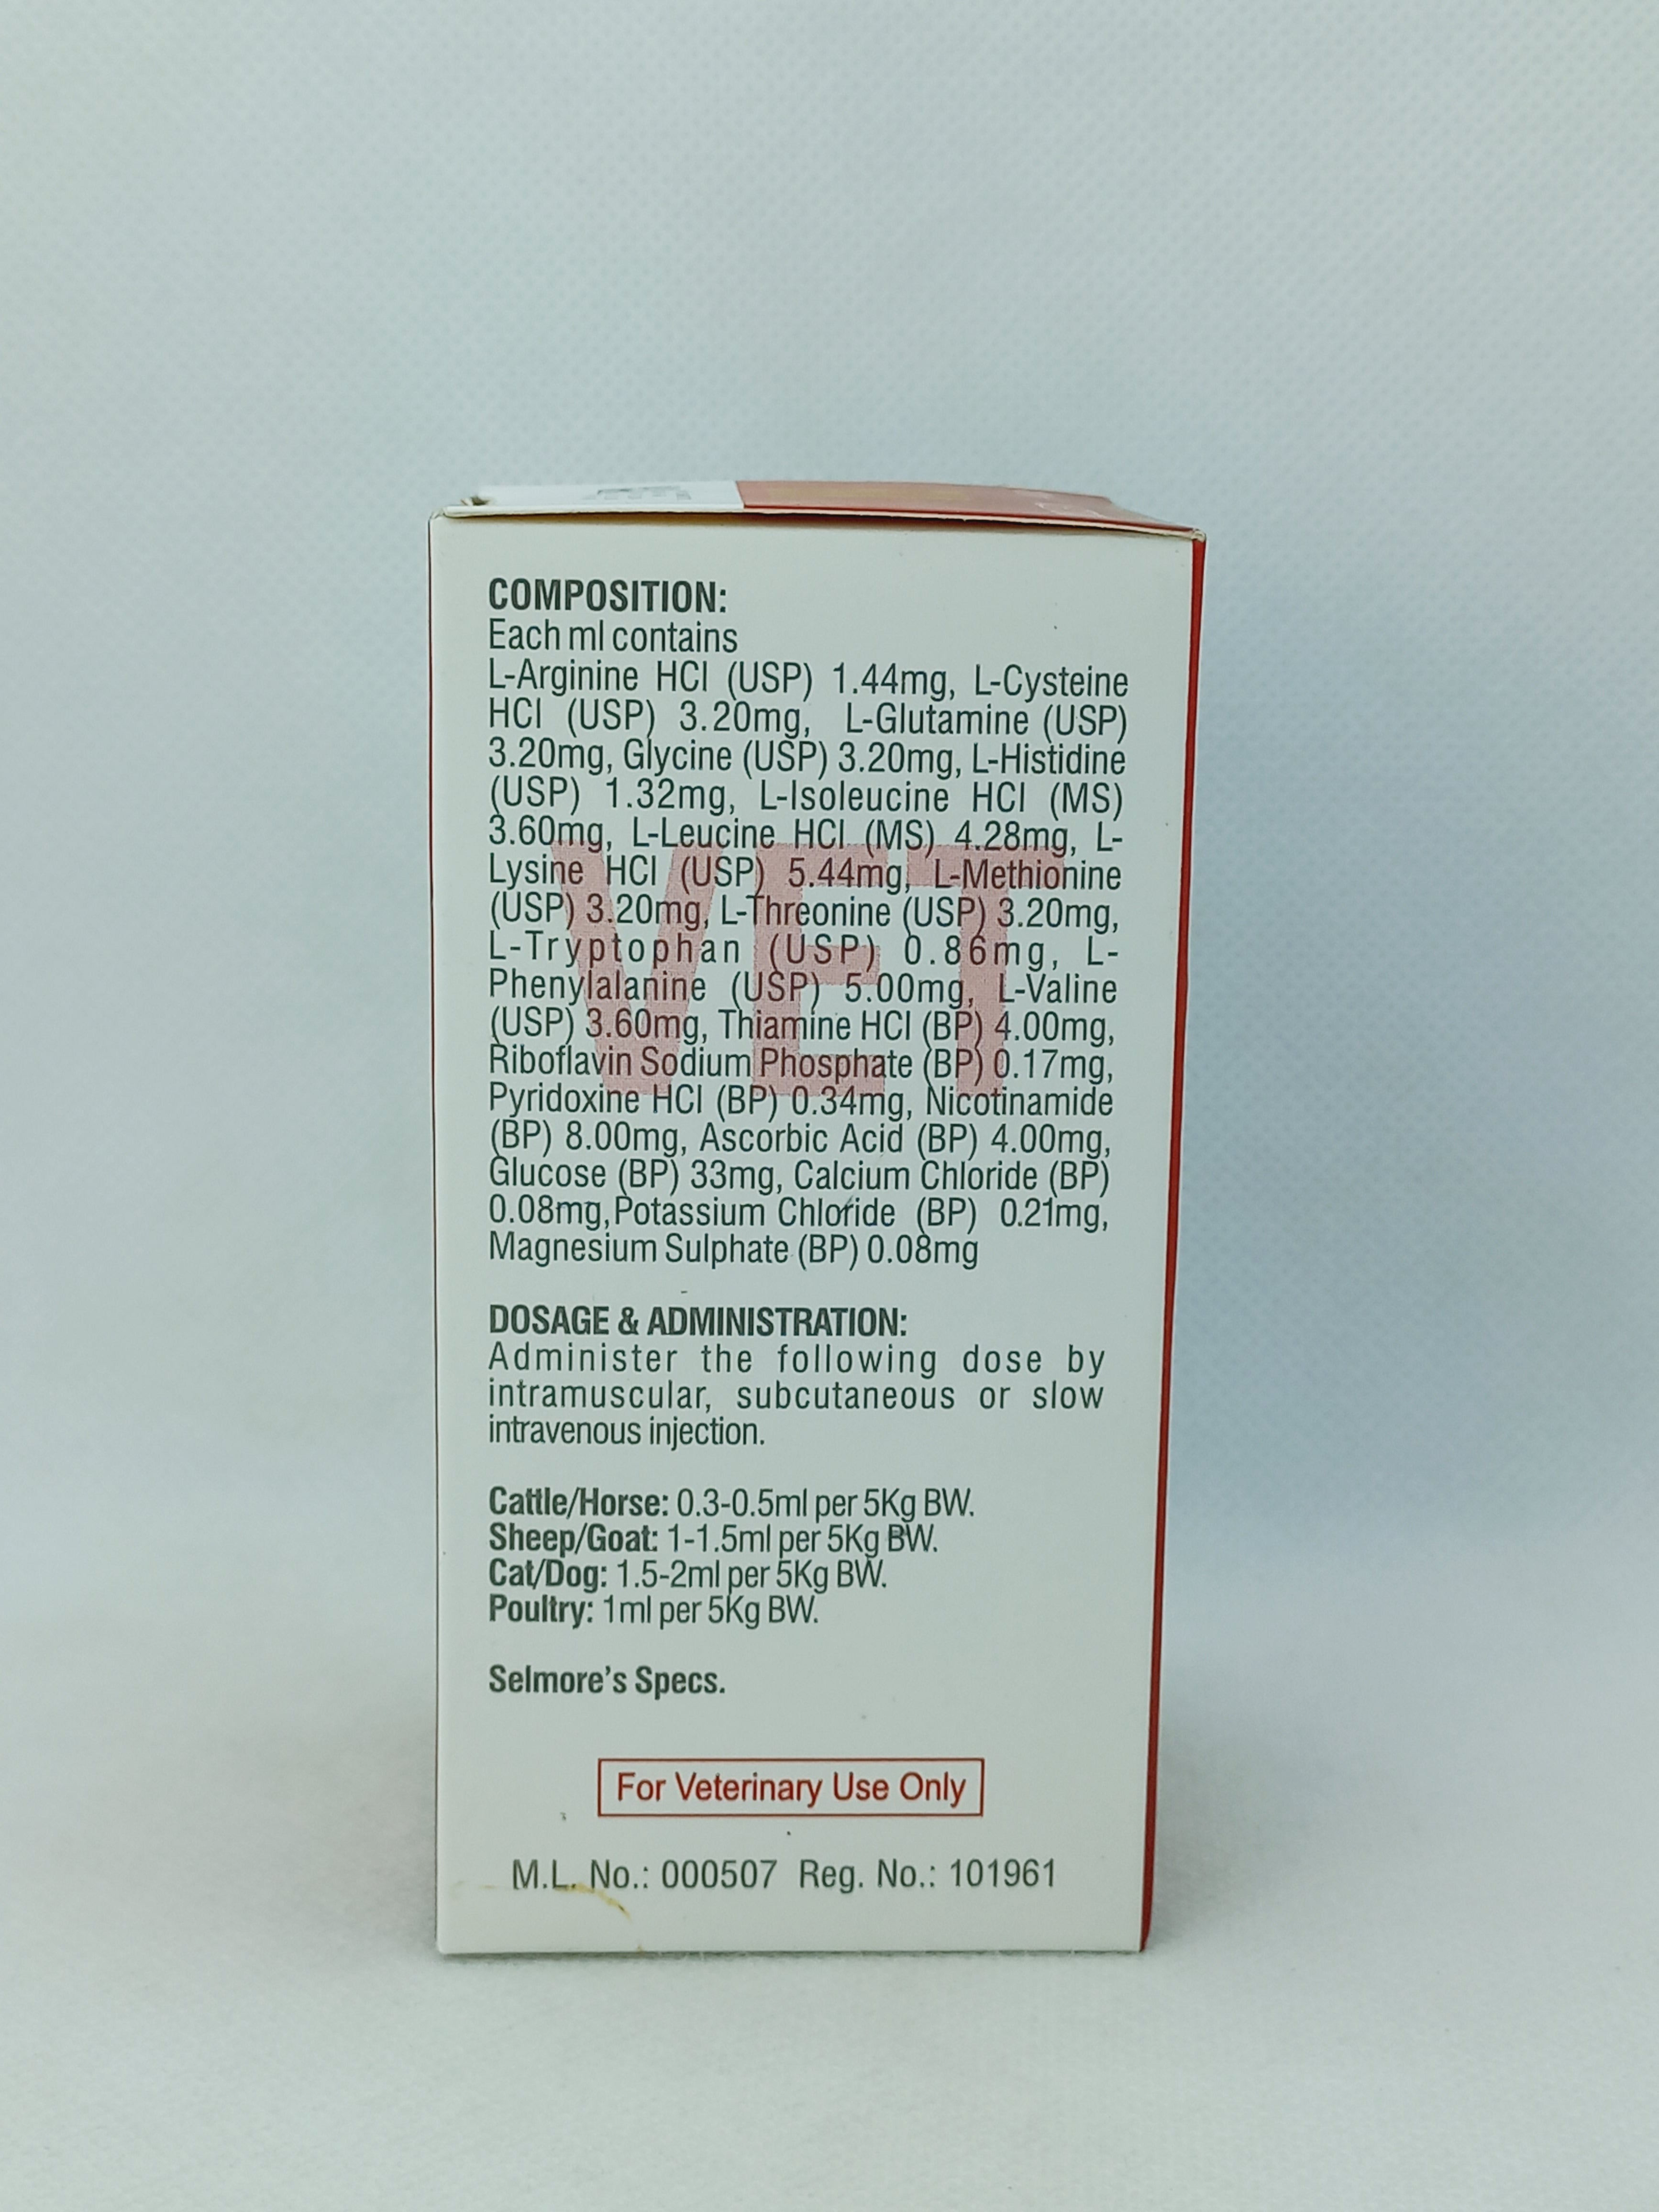 COMPOSITION:
Each ml contains
L-Arginine HCl (USP) 1.44mg, L-Cysteine
HCl (USP) 3.20mg, L-Glutamine (USP)
3.20mg, Glycine (USP) 3.20mg, L-Histidine
(USP) 1.32mg, L-Isoleucine HCl (MS)
3.60mg, L-Leucine HCl (MS) 4.28mg, L-
Lysine HCl (USP) 5.44mg, L-Methionine
(USP) 3.20mg, L-Threonine (USP) 3.20mg,
L-Tryptophan (USP) 0.86mg, L-
Phenylalanine (USP) 5.00mg, L-Valine
(USP) 3.60mg, Thiamine HCl (BP) 4.00mg,
Riboflavin Sodium Phosphate (BP) 0.17mg,
Pyridoxine HCl (BP) 0.34mg, Nicotinamide
(BP) 8.00mg, Ascorbic Acid (BP) 4.00mg,
Glucose (BP) 33mg, Calcium Chloride (BP)
0.08mg, Potassium Chloride (BP) 0.21mg,
Magnesium Sulphate (BP) 0.08mg
VET
DOSAGE & ADMINISTRATION:
Administer the following dose by
intramuscular, subcutaneous or slow
intravenous injection.
Cattle/Horse: 0.3-0.5ml per 5Kg BW.
Sheep/Goat: 1-1.5ml per 5Kg BW.
Cat/Dog: 1.5-2ml per 5Kg BW.
Poultry: 1ml per 5Kg BW.
Selmore's Specs.
For Veterinary Use Only
M.L. No.: 000507 Reg. No.: 101961